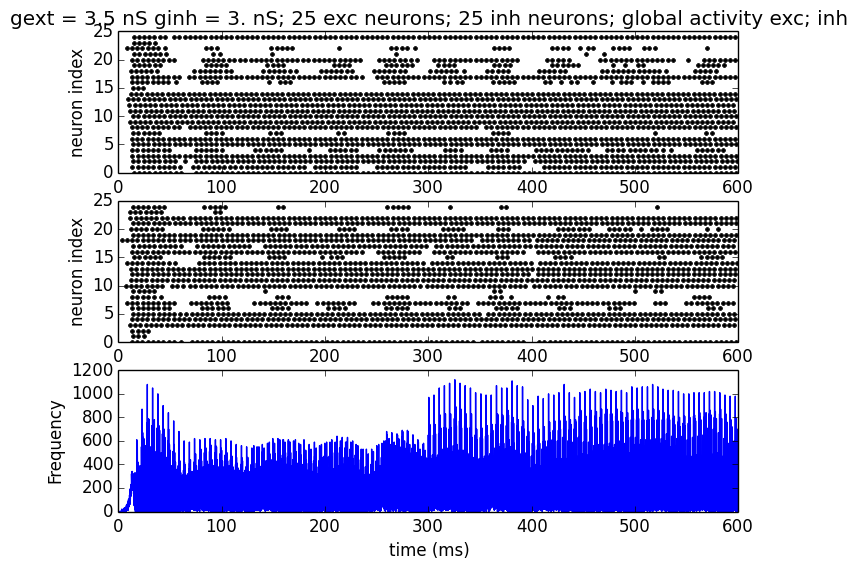 gext = 3.5 nS ginh = 3. nS; 25 exc neurons; 25 inh neurons; global activity exc; inh
25
20
15
10
5
0
neuron index
0 100 200 300 400 500 600
25
20
15
10
5
0
neuron index
0 100 200 300 400 500 600
1200
1000
800
600
400
200
0
Frequency
0 100 200 300 400 500 600
time (ms)